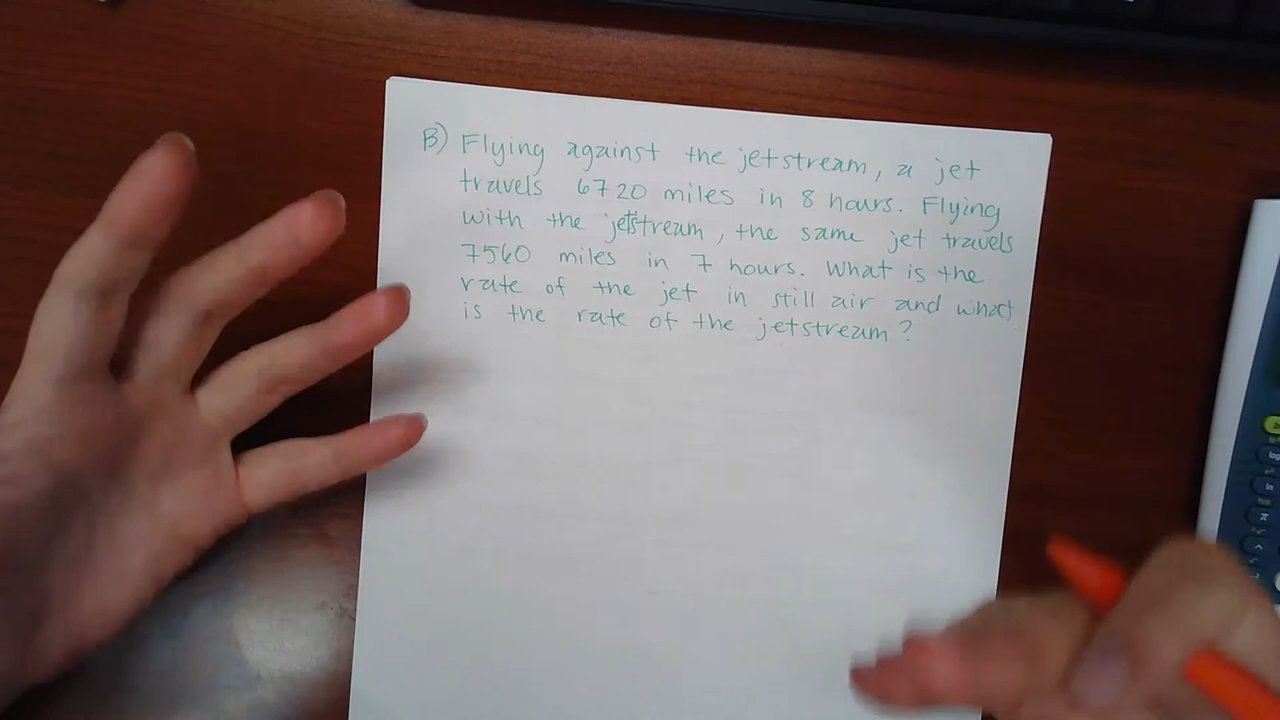 B) Flying against the jetstream, a jet
travels 6720 miles in 8 hours. Flying
with the jetstream, the same jet travels
7560 miles in 7 hours. What is the
rate of the jet in still air and what
is the rate of the jetstream?
log
ln
π
^